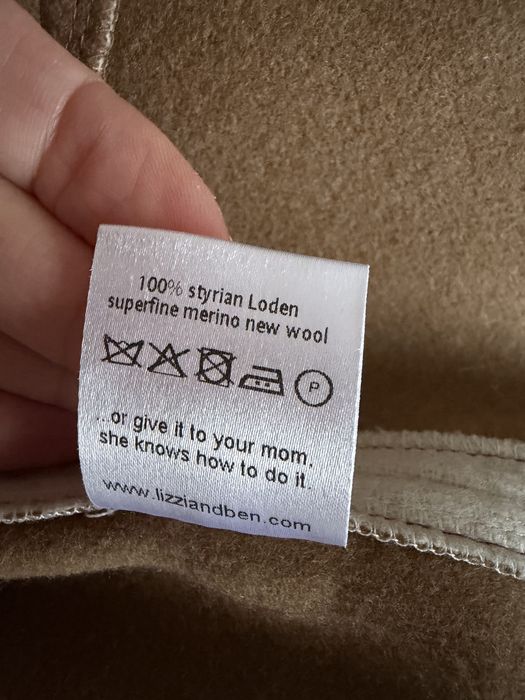 100% styrian Loden
superfine merino new wool
P
...or give it to your mom,
she knows how to do it.
www.lizziandben.com